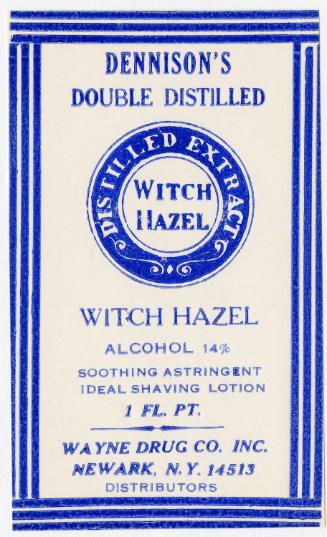 DENNISON'S
DOUBLE DISTILLED
DISTILLED EXTRACT
WITCH
HAZEL
WITCH HAZEL
ALCOHOL 14%
SOOTHING ASTRINGENT
IDEAL SHAVING LOTION
1 FL. PT.
WAYNE DRUG CO. INC.
NEWARK, N.Y. 14513
DISTRIBUTORS